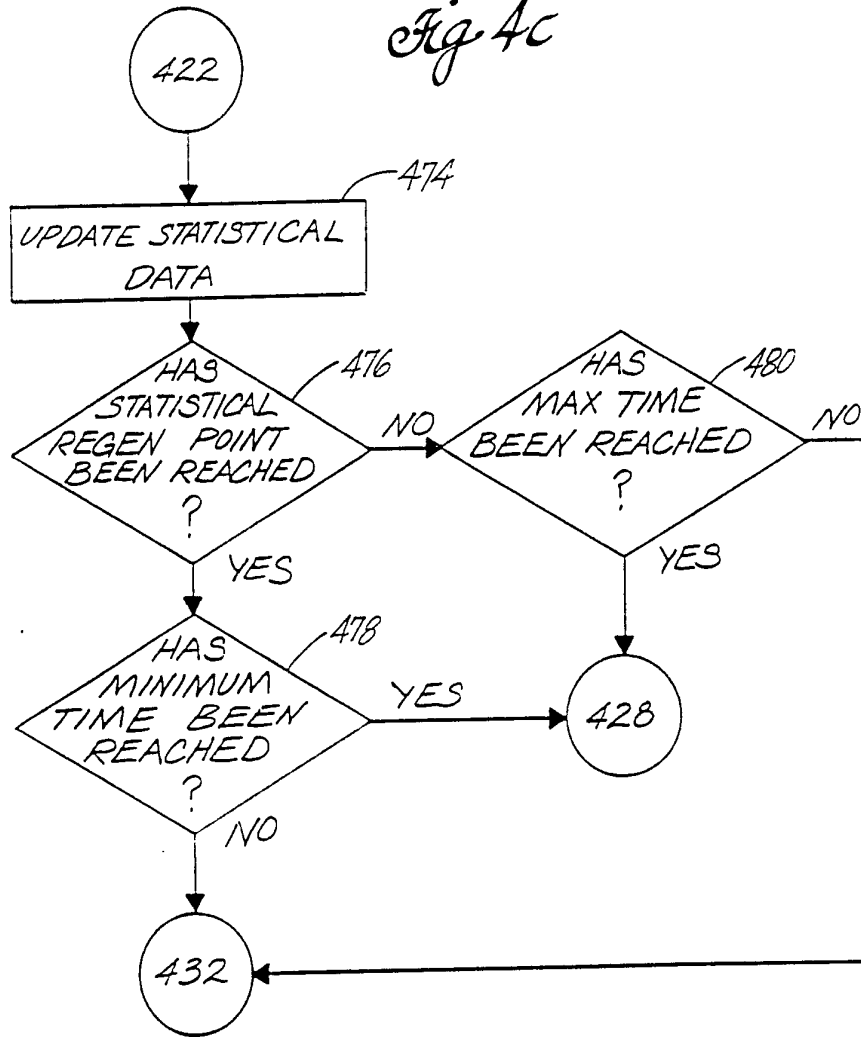 Fig 4c
422
474
UPDATE STATISTICAL
DATA
476
HAS
STATISTICAL
REGEN POINT
BEEN REACHED
?
NO
YES
480
HAS
MAX TIME
BEEN REACHED
?
NO
YES
478
HAS
MINIMUM
TIME BEEN
REACHED
?
YES
NO
428
432